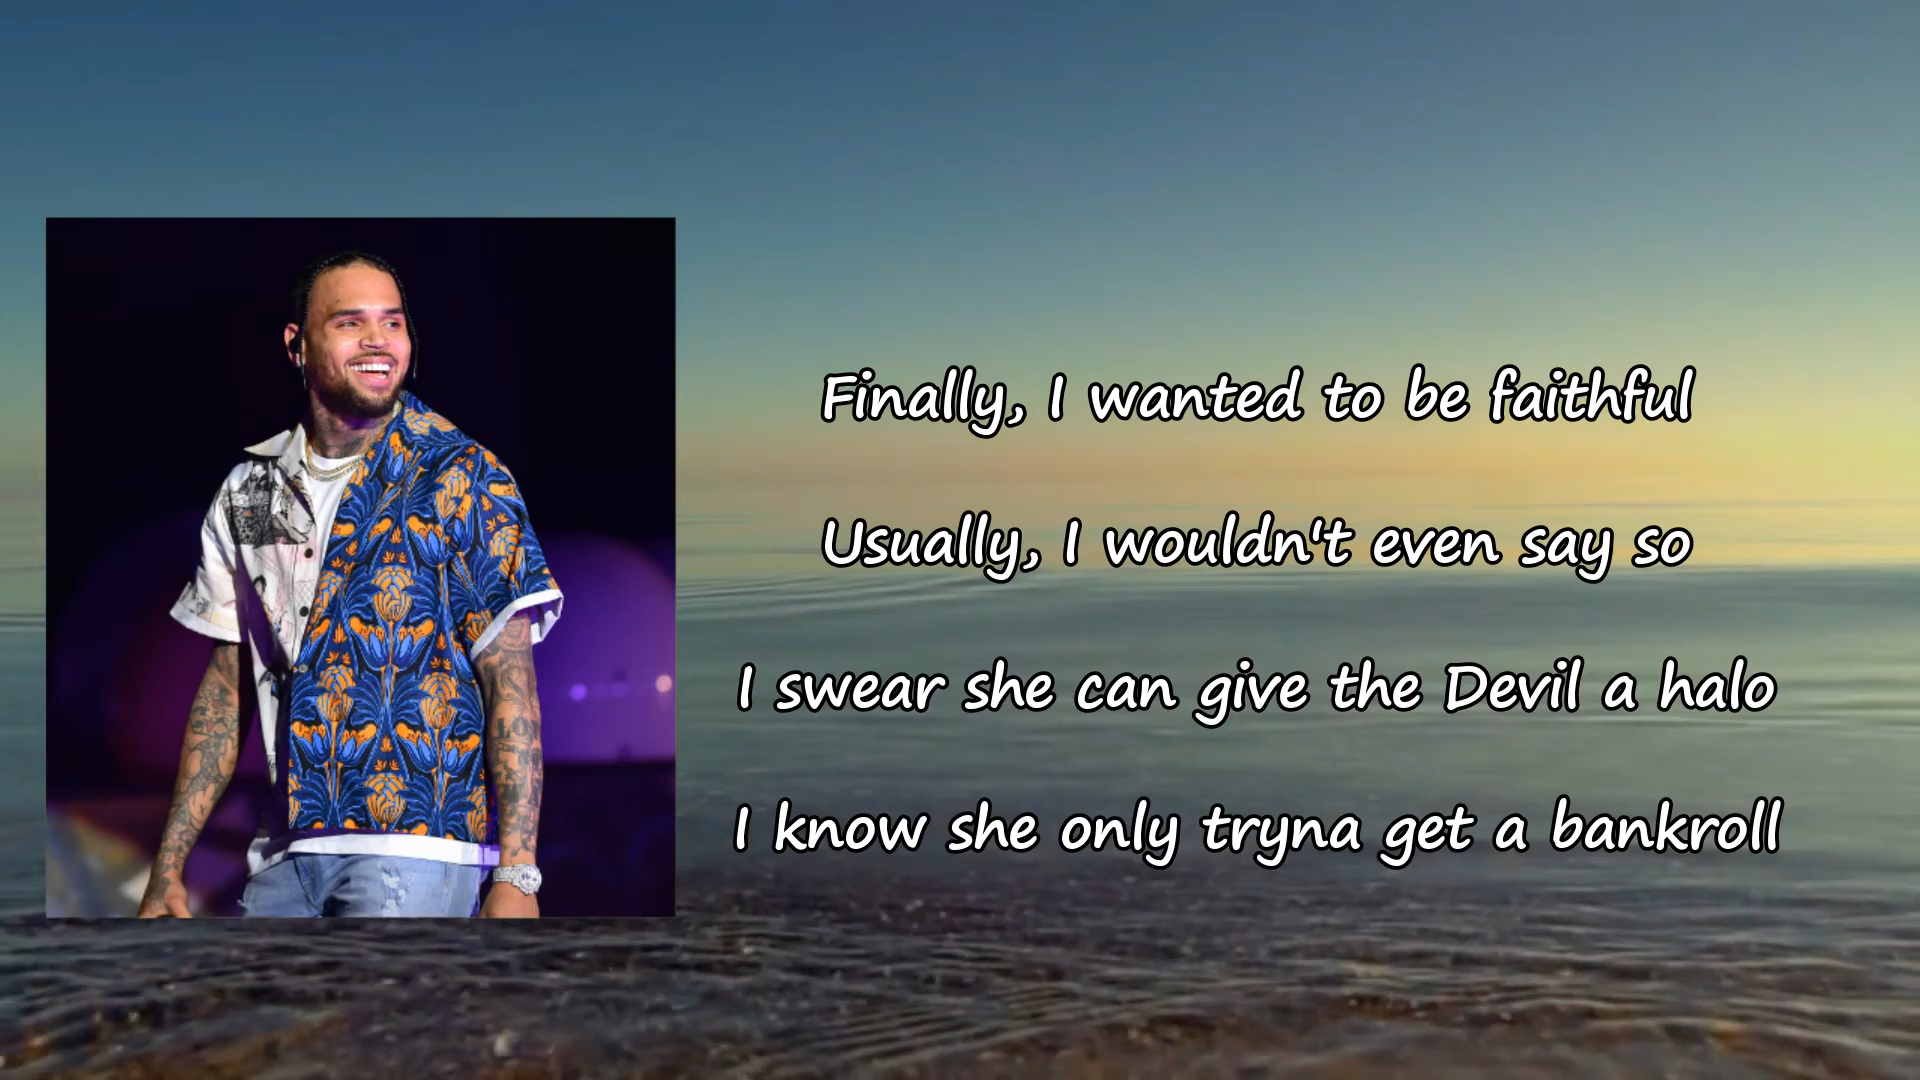 Finally, I wanted to be faithful
Usually, I wouldn't even say so
I swear she can give the Devil a halo
I know she only tryna get a bankroll